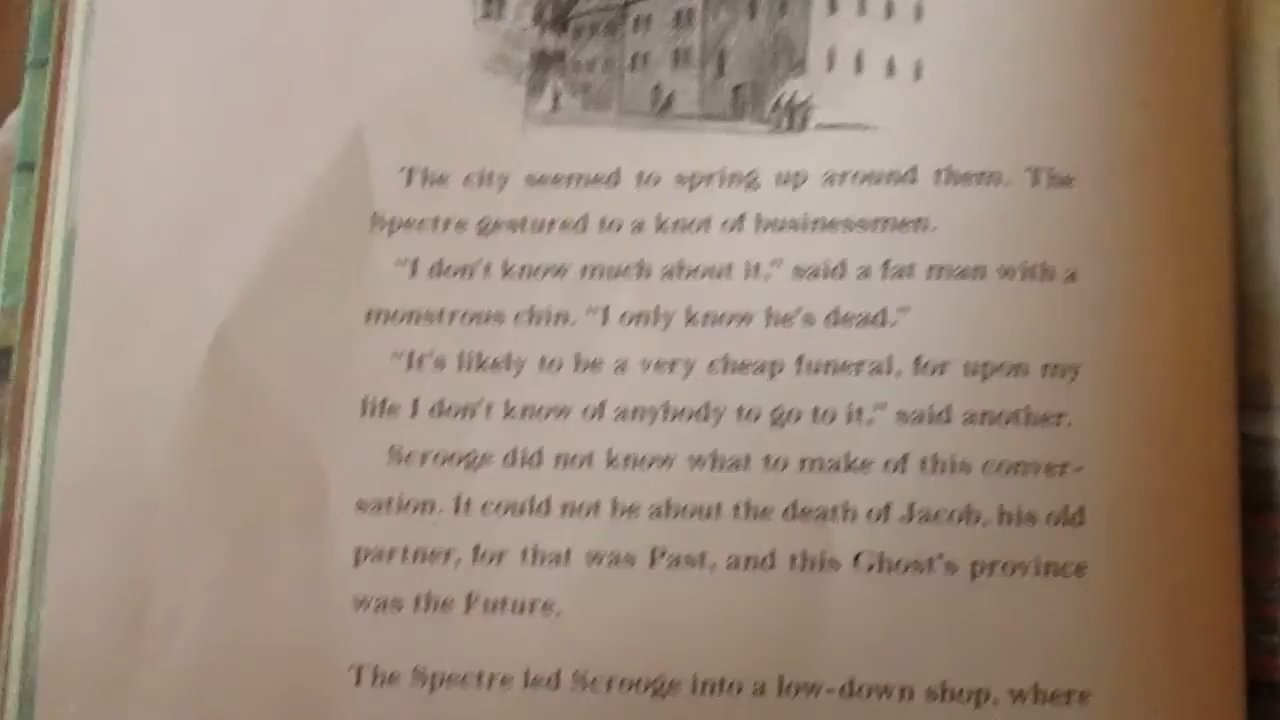 The city seemed to spring up around them. The
Spectre gestured to a knot of businessmen.
"I don't know much about it," said a fat man with a
monstrous chin. "I only know he's dead."
"It's likely to be a very cheap funeral, for upon my
life I don't know of anybody to go to it," said another.
Scrooge did not know what to make of this conver-
sation. It could not be about the death of Jacob, his old
partner, for that was Past, and this Ghost's province
was the Future.
The Spectre led Scrooge into a low-down shop, where